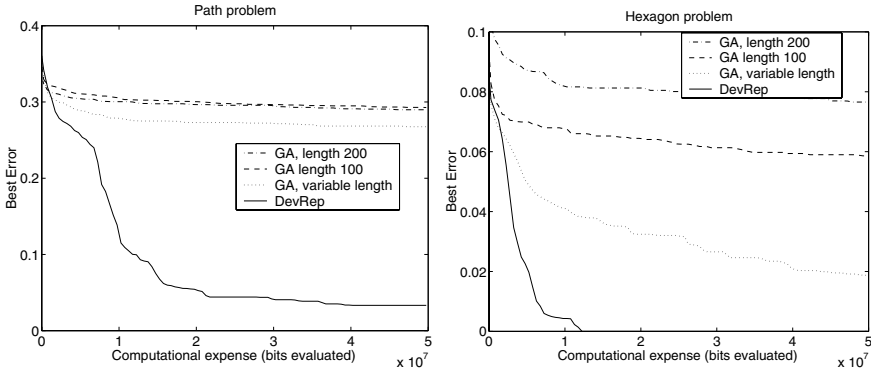 Path problem
0.4
0.3
0.2
0.1
0
Best Error
GA, length 200
GA length 100
GA, variable length
DevRep
0 1 2 3 4 5
Computational expense (bits evaluated)
x 10^7
Hexagon problem
0.1
0.08
0.06
0.04
0.02
0
Best Error
GA, length 200
GA length 100
GA, variable length
DevRep
0 1 2 3 4 5
Computational expense (bits evaluated)
x 10^7